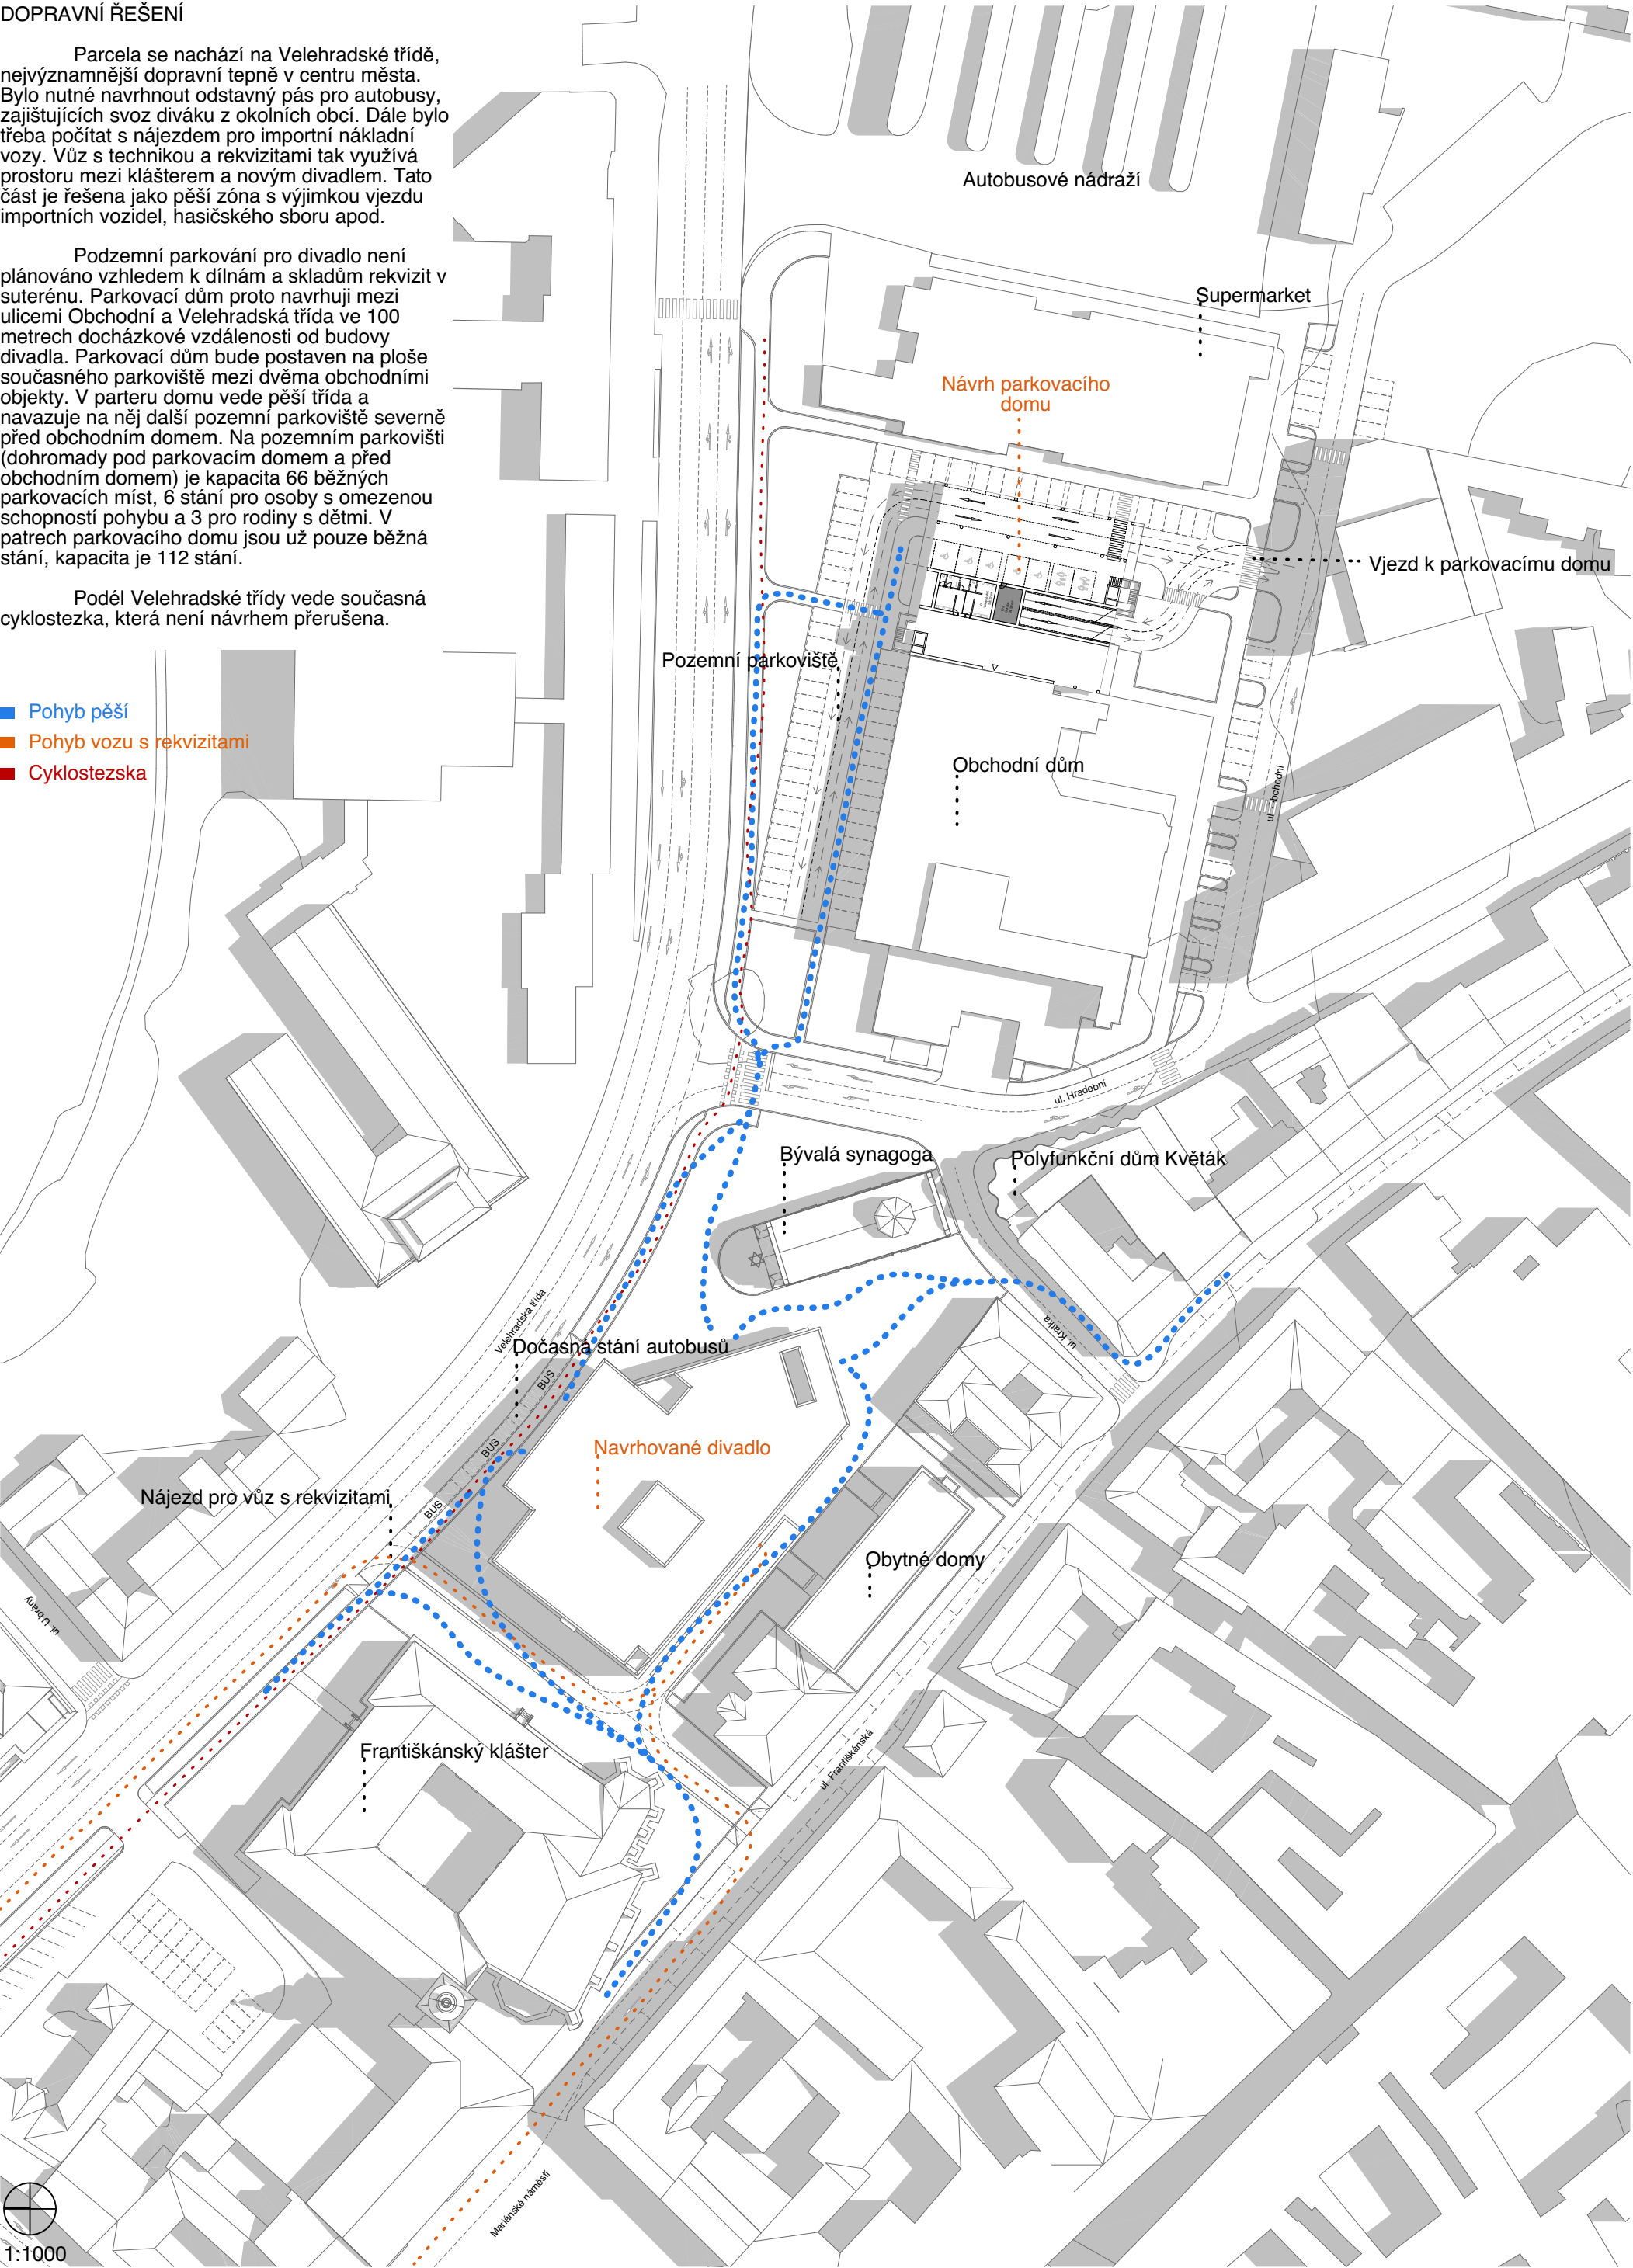 DOPRAVNÍ ŘEŠENÍ
Parcela se nachází na Velehradské třídě,
nejvýznamnější dopravní tepně v centru města.
Bylo nutné navrhnout odstavný pás pro autobusy,
zajištujících svoz diváku z okolních obcí. Dále bylo
třeba počítat s nájezdem pro importní nákladní
vozy. Vůz s technikou a rekvizitami tak využívá
prostoru mezi klášterem a novým divadlem. Tato
část je řešena jako pěší zóna s výjimkou vjezdu
importních vozidel, hasičského sboru apod.
Podzemní parkování pro divadlo není
plánováno vzhledem k dílnám a skladům rekvizit v
suterénu. Parkovací dům proto navrhuji mezi
ulicemi Obchodní a Velehradská třída ve 100
metrech docházkové vzdálenosti od budovy
divadla. Parkovací dům bude postaven na ploše
současného parkoviště mezi dvěma obchodními
objekty. V parteru domu vede pěší třída a
navazuje na něj další pozemní parkoviště severně
před obchodním domem. Na pozemním parkovišti
(dohromady pod parkovacím domem a před
obchodním domem) je kapacita 66 běžných
parkovacích míst, 6 stání pro osoby s omezenou
schopností pohybu a 3 pro rodiny s dětmi. V
patrech parkovacího domu jsou už pouze běžná
stání, kapacita je 112 stání.
Podél Velehradské třídy vede současná
cyklostezka, která není návrhem přerušena.
Pohyb pěší
Pohyb vozu s rekvizitami
Cyklostezska
Autobusové nádraží
Supermarket
Návrh parkovacího
domu
Vjezd k parkovacímu domu
Pozemní parkoviště
Obchodní dům
ul. Hradební
Bývalá synagoga
Polyfunkční dům Květák
Velehradská třída
ul. Krátká
Dočasná stání autobusů
BUS
BUS
BUS
Navrhované divadlo
Nájezd pro vůz s rekvizitami
Obytné domy
ul. U brány
Františkánský klášter
ul. Františkánská
Mariánské náměstí
1:1000